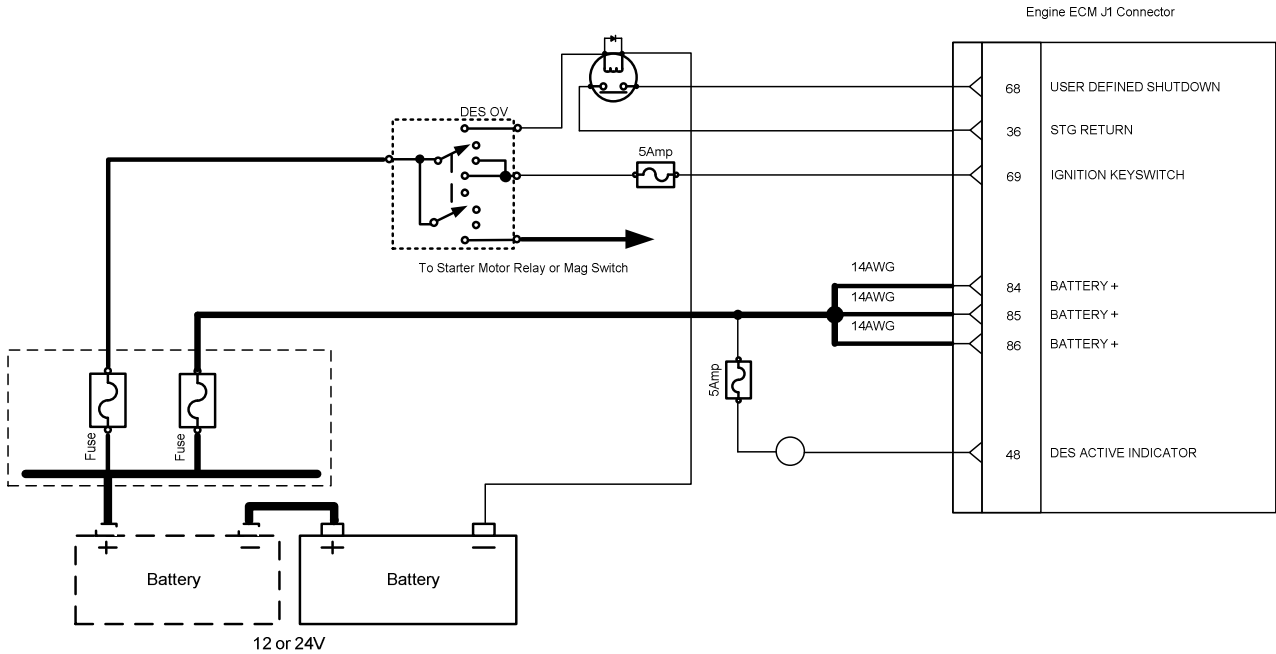 Engine ECM J1 Connector
DES OV
68 USER DEFINED SHUTDOWN
36 STG RETURN
5Amp
69 IGNITION KEYSWITCH
To Starter Motor Relay or Mag Switch
14AWG
84 BATTERY +
14AWG
85 BATTERY +
14AWG
86 BATTERY +
5Amp
Fuse
Fuse
48 DES ACTIVE INDICATOR
+ −
+ −
Battery
Battery
12 or 24V